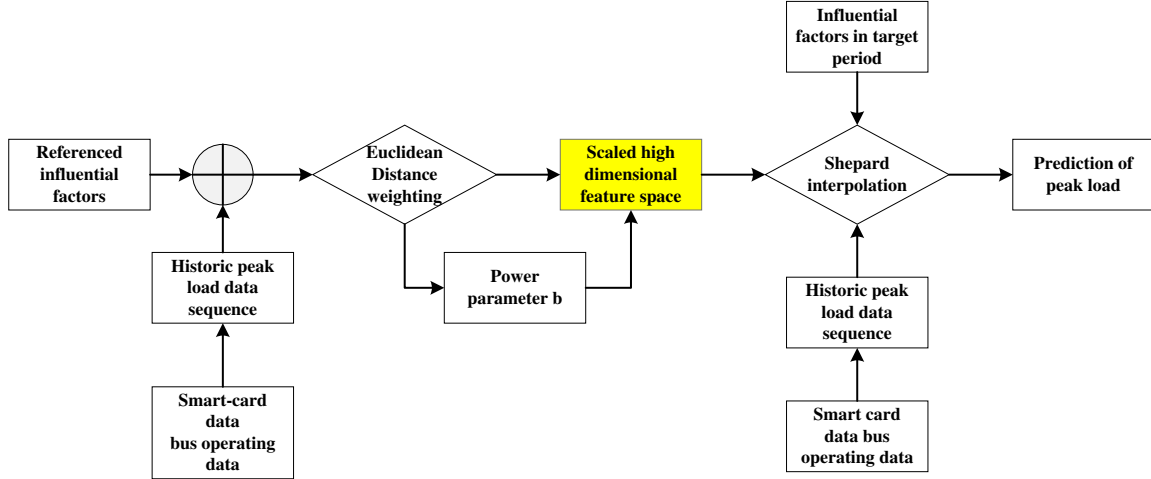 Influential
factors in target
period
Referenced
influential
factors
Euclidean
Distance
weighting
Scaled high
dimensional
feature space
Shepard
interpolation
Prediction of
peak load
Historic peak
load data
sequence
Power
parameter b
Historic peak
load data
sequence
Smart-card
data
bus operating
data
Smart card
data bus
operating data